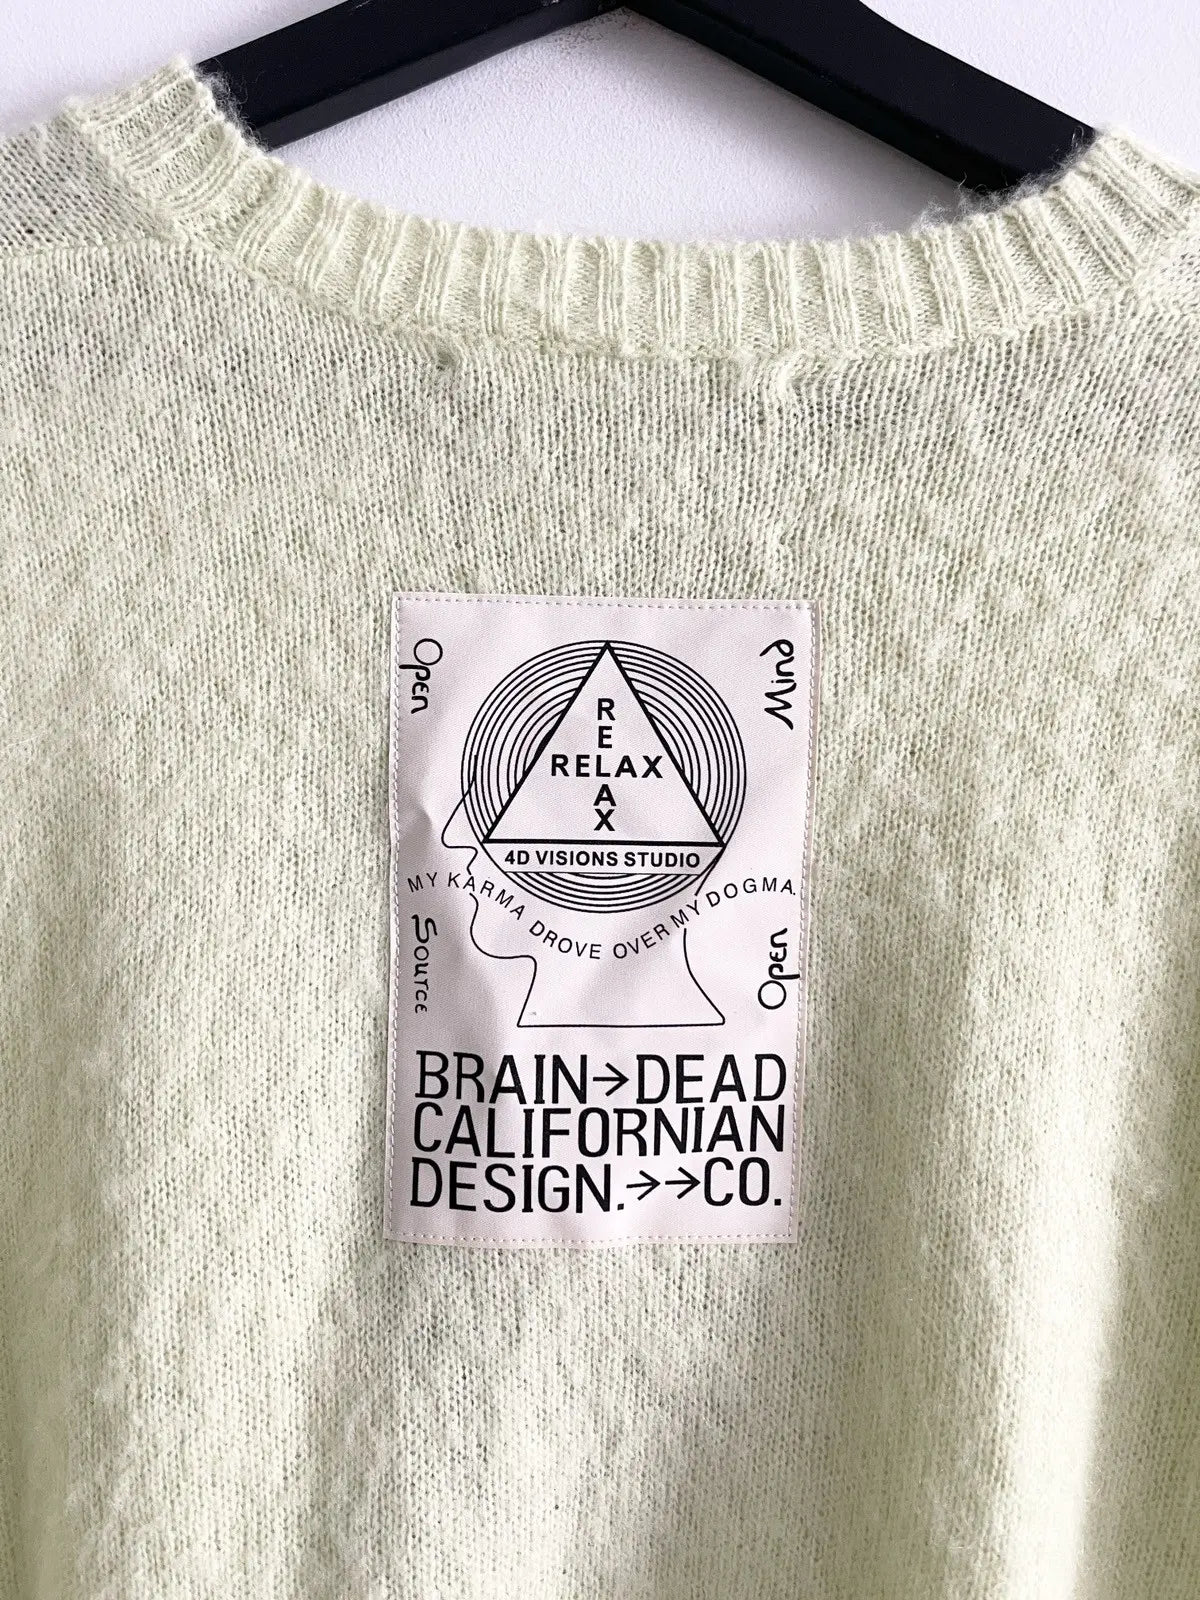 Open
Mind
RELAX
RELAX
4D VISIONS STUDIO
MY KARMA DROVE OVER MY DOGMA.
Source
Open
BRAIN→DEAD
CALIFORNIAN
DESIGN.→→CO.